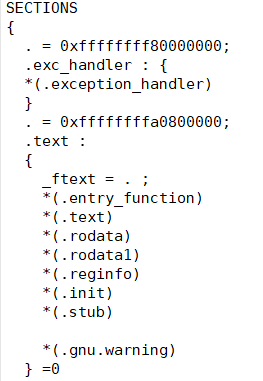 SECTIONS
{
  . = 0xffffffff80000000;
  .exc_handler : {
  *(.exception_handler)
  }
  . = 0xffffffffa0800000;
  .text :
  {
    _ftext = . ;
    *(.entry_function)
    *(.text)
    *(.rodata)
    *(.rodata1)
    *(.reginfo)
    *(.init)
    *(.stub)

    *(.gnu.warning)
  } =0